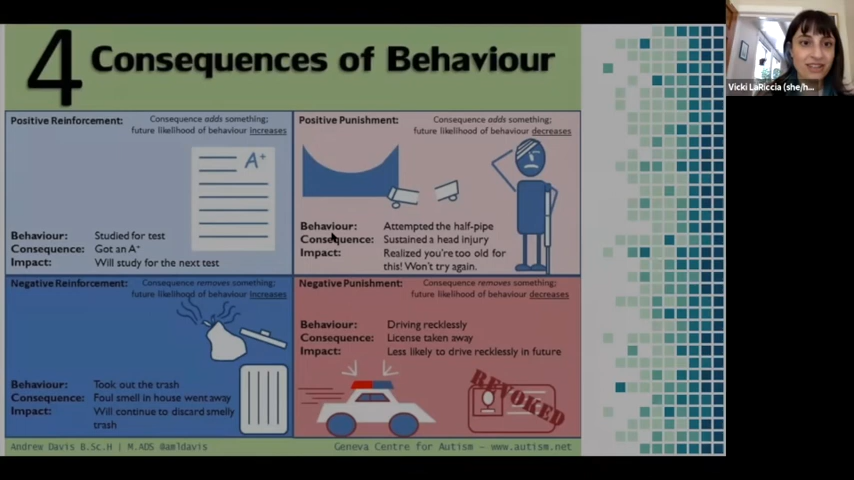 4 Consequences of Behaviour
Vicki LaRiccia (she/h...
Positive Reinforcement:
Consequence adds something;
future likelihood of behaviour increases
A+
Behaviour: Studied for test
Consequence: Got an A+
Impact: Will study for the next test
Positive Punishment:
Consequence adds something;
future likelihood of behaviour decreases
Behaviour: Attempted the half-pipe
Consequence: Sustained a head injury
Impact: Realized you're too old for
this! Won't try again.
Negative Reinforcement:
Consequence removes something;
future likelihood of behaviour increases
Behaviour: Took out the trash
Consequence: Foul smell in house went away
Impact: Will continue to discard smelly
trash
Negative Punishment:
Consequence removes something;
future likelihood of behaviour decreases
Behaviour: Driving recklessly
Consequence: License taken away
Impact: Less likely to drive recklessly in future
REVOKED
Andrew Davis B.Sc.H | M.ADS @amldavis
Geneva Centre for Autism – www.autism.net